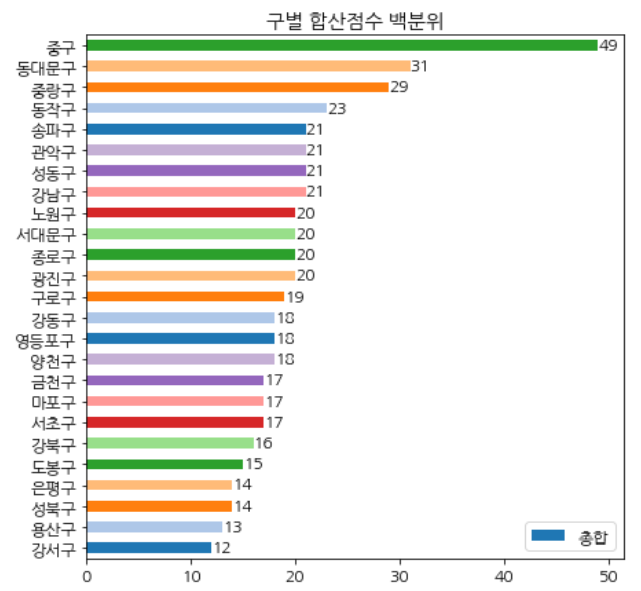 구별 합산점수 백분위
중구 49
동대문구 31
중랑구 29
동작구 23
송파구 21
관악구 21
성동구 21
강남구 21
노원구 20
서대문구 20
종로구 20
광진구 20
구로구 19
강동구 18
영등포구 18
양천구 18
금천구 17
마포구 17
서초구 17
강북구 16
도봉구 15
은평구 14
성북구 14
용산구 13
강서구 12
총합
0 10 20 30 40 50